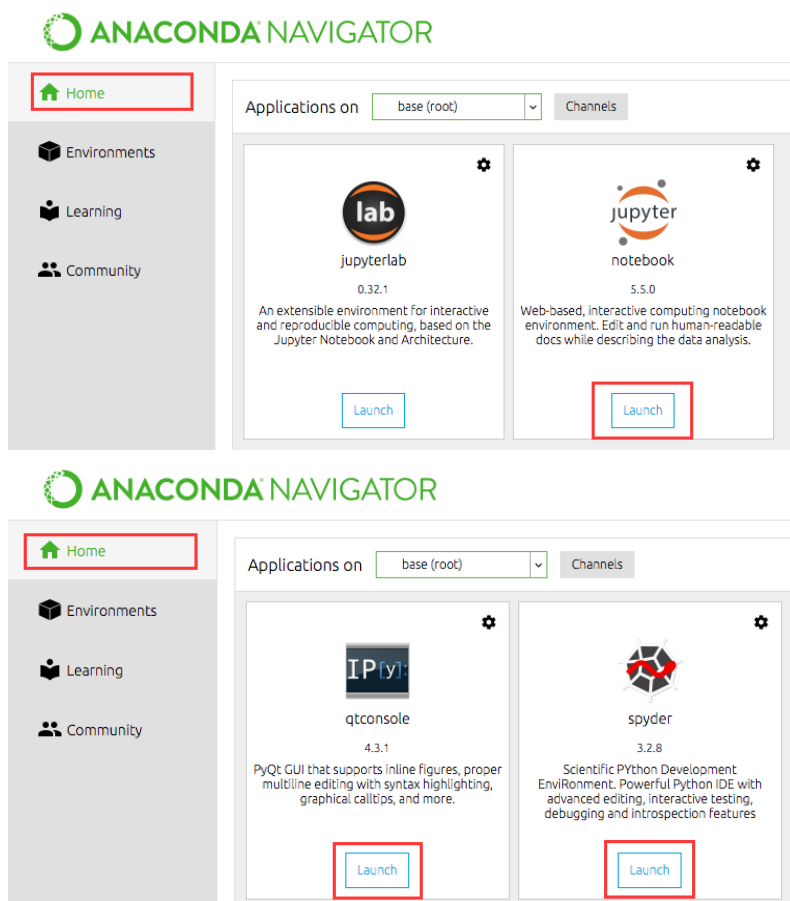 ANACONDA NAVIGATOR
Home
Applications on base (root) Channels
Environments
Learning
Community
lab
jupyterlab
0.32.1
An extensible environment for interactive
and reproducible computing, based on the
Jupyter Notebook and Architecture.
Launch
jupyter
notebook
5.5.0
Web-based, interactive computing notebook
environment. Edit and run human-readable
docs while describing the data analysis.
Launch
ANACONDA NAVIGATOR
Home
Applications on base (root) Channels
Environments
Learning
Community
IP[y]:
qtconsole
4.3.1
PyQt GUI that supports inline figures, proper
multiline editing with syntax highlighting,
graphical calltips, and more.
Launch
spyder
3.2.8
Scientific PYthon Development
EnviRonment. Powerful Python IDE with
advanced editing, interactive testing,
debugging and introspection features
Launch